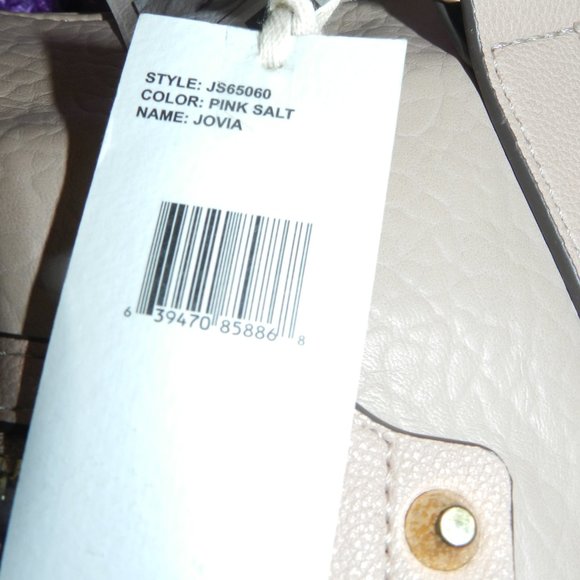 STYLE: JS65060
COLOR: PINK SALT
NAME: JOVIA
6 39470 85886 8